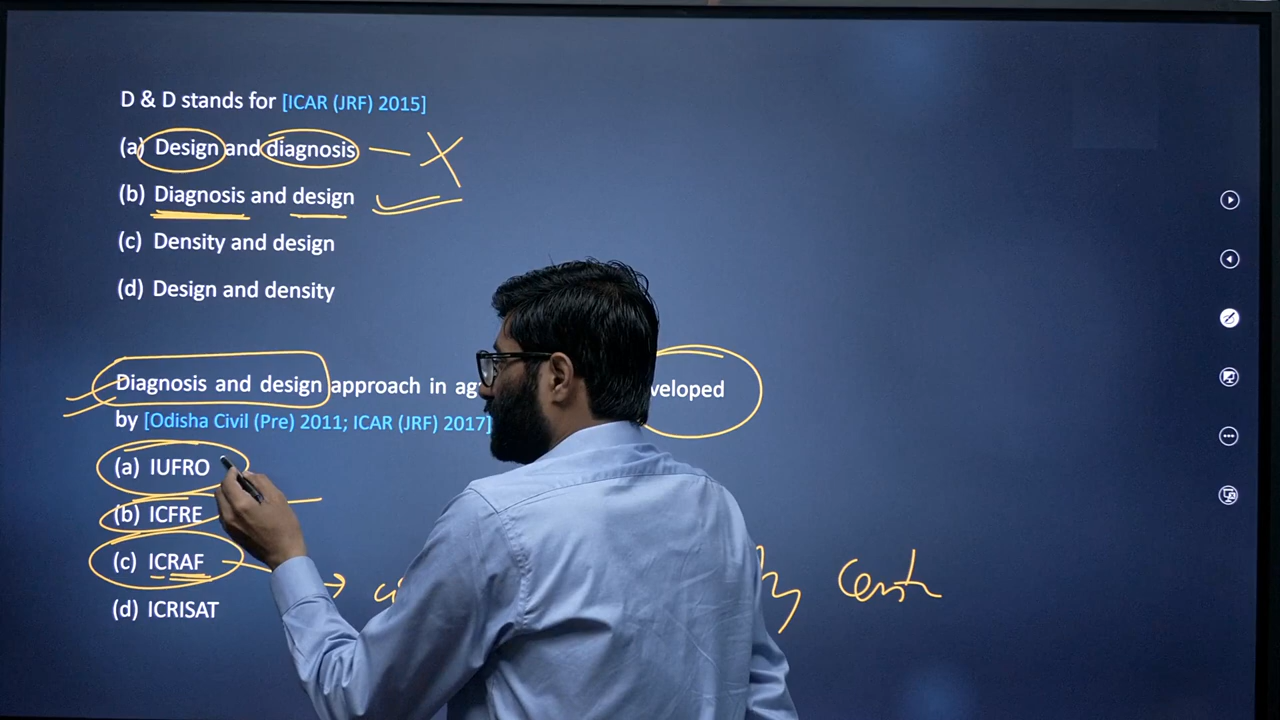 D & D stands for [ICAR (JRF) 2015]
(a) Design and diagnosis
(b) Diagnosis and design
(c) Density and design
(d) Design and density
Diagnosis and design approach in ag veloped
by [Odisha Civil (Pre) 2011; ICAR (JRF) 2017]
(a) IUFRO
(b) ICFRE
(c) ICRAF
(d) ICRISAT